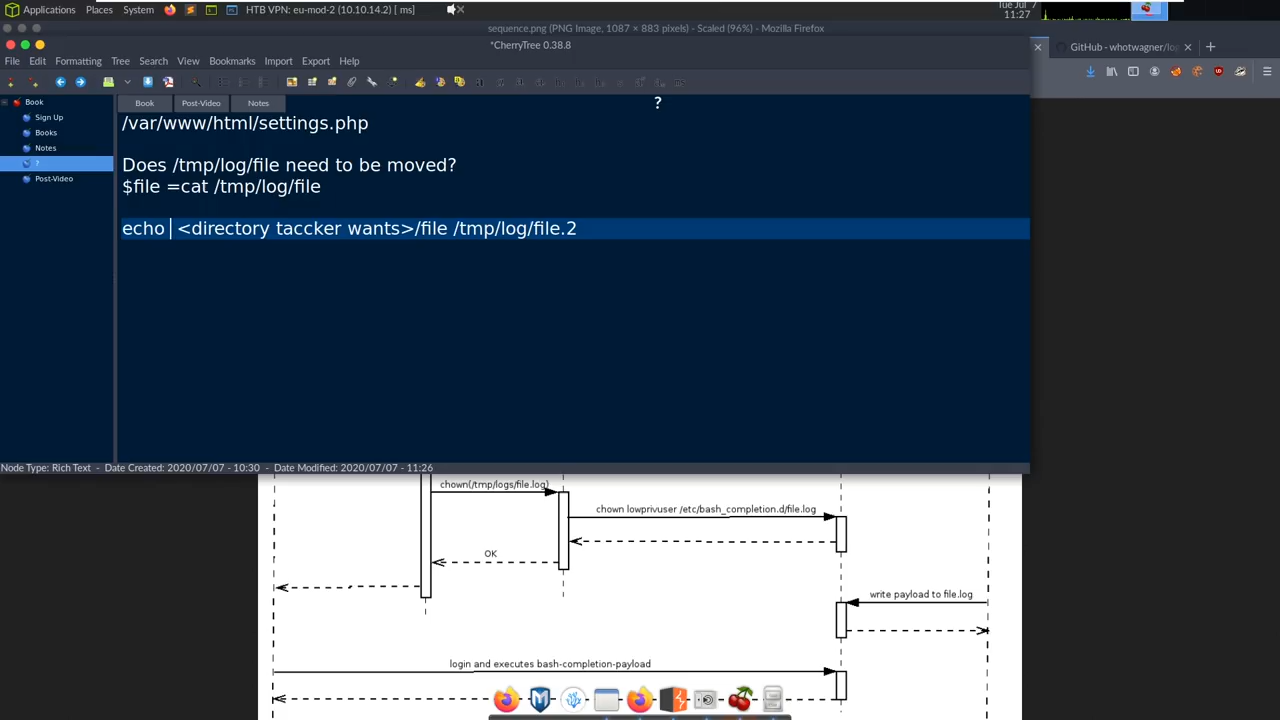 Applications Places System HTB VPN: eu-mod-2 (10.10.14.2) [ ms]
Tue Jul 7
11:27
sequence.png (PNG Image, 1087 × 883 pixels) - Scaled (96%) - Mozilla Firefox
*CherryTree 0.38.8
GitHub - whotwagner/log
File Edit Formatting Tree Search View Bookmarks Import Export Help
Book
Sign Up
Books
Notes
?
Post-Video
Book Post-Video Notes
?
/var/www/html/settings.php
Does /tmp/log/file need to be moved?
$file =cat /tmp/log/file
echo <directory taccker wants>/file /tmp/log/file.2
Node Type: Rich Text - Date Created: 2020/07/07 - 10:30 - Date Modified: 2020/07/07 - 11:26
chown(/tmp/logs/file.log)
chown lowprivuser /etc/bash_completion.d/file.log
OK
write payload to file.log
login and executes bash-completion-payload